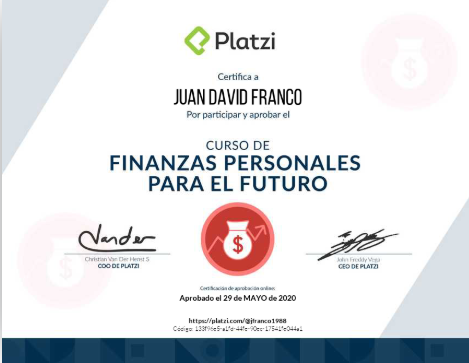 Platzi
Certifica a
JUAN DAVID FRANCO
Por participar y aprobar el
CURSO DE
FINANZAS PERSONALES
PARA EL FUTURO
$
Christian Van Der Henst S
COO DE PLATZI
John Freddy Vega
CEO DE PLATZI
Certificación de aprobación online:
Aprobado el 29 de MAYO de 2020
https://platzi.com/@jfranco1988
Código: